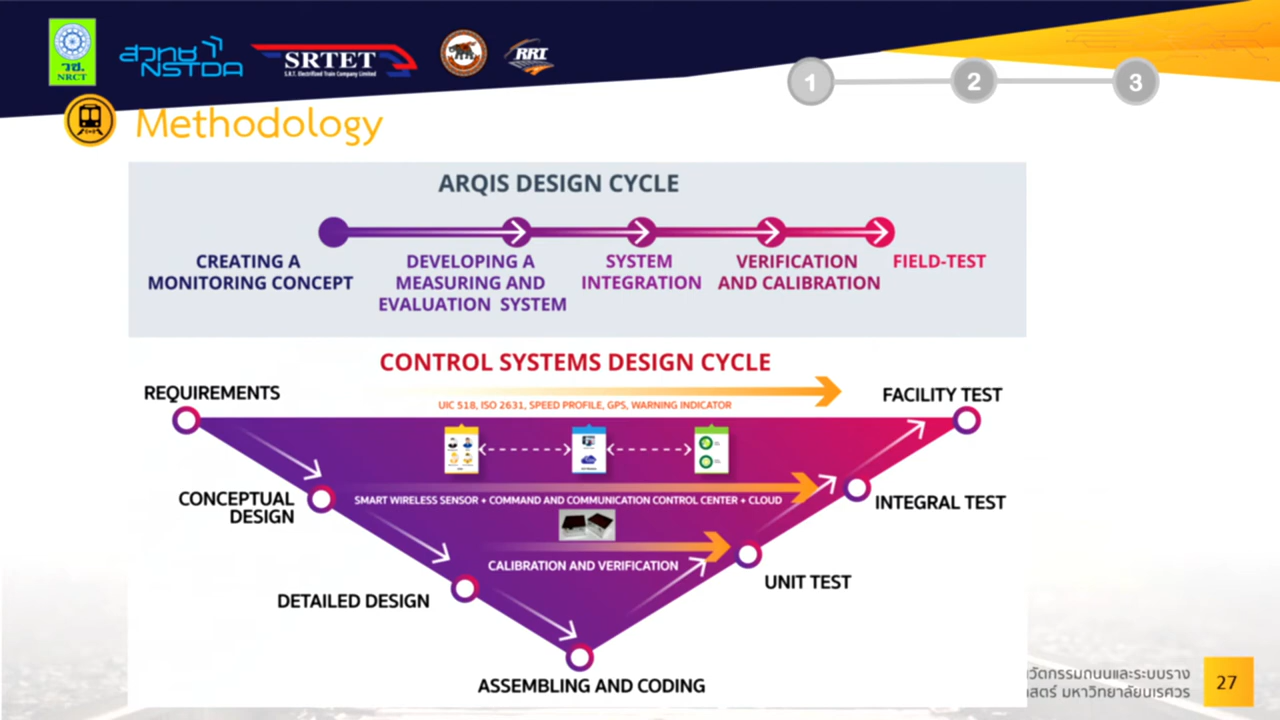 วช.
NRCT
สวทช
NSTDA
SRTET
S.R.T. Electrified Train Company Limited
RRI
1
2
3
Methodology
ARQIS DESIGN CYCLE
CREATING A
MONITORING CONCEPT
DEVELOPING A
MEASURING AND
EVALUATION SYSTEM
SYSTEM
INTEGRATION
VERIFICATION
AND CALIBRATION
FIELD-TEST
CONTROL SYSTEMS DESIGN CYCLE
REQUIREMENTS
FACILITY TEST
UIC 518, ISO 2631, SPEED PROFILE, GPS, WARNING INDICATOR
CONCEPTUAL
DESIGN
SMART WIRELESS SENSOR + COMMAND AND COMMUNICATION CONTROL CENTER + CLOUD
INTEGRAL TEST
CALIBRATION AND VERIFICATION
UNIT TEST
DETAILED DESIGN
ASSEMBLING AND CODING
วัตกรรมถนนและระบบราง
าสตร์ มหาวิทยาลัยนเรศวร
27